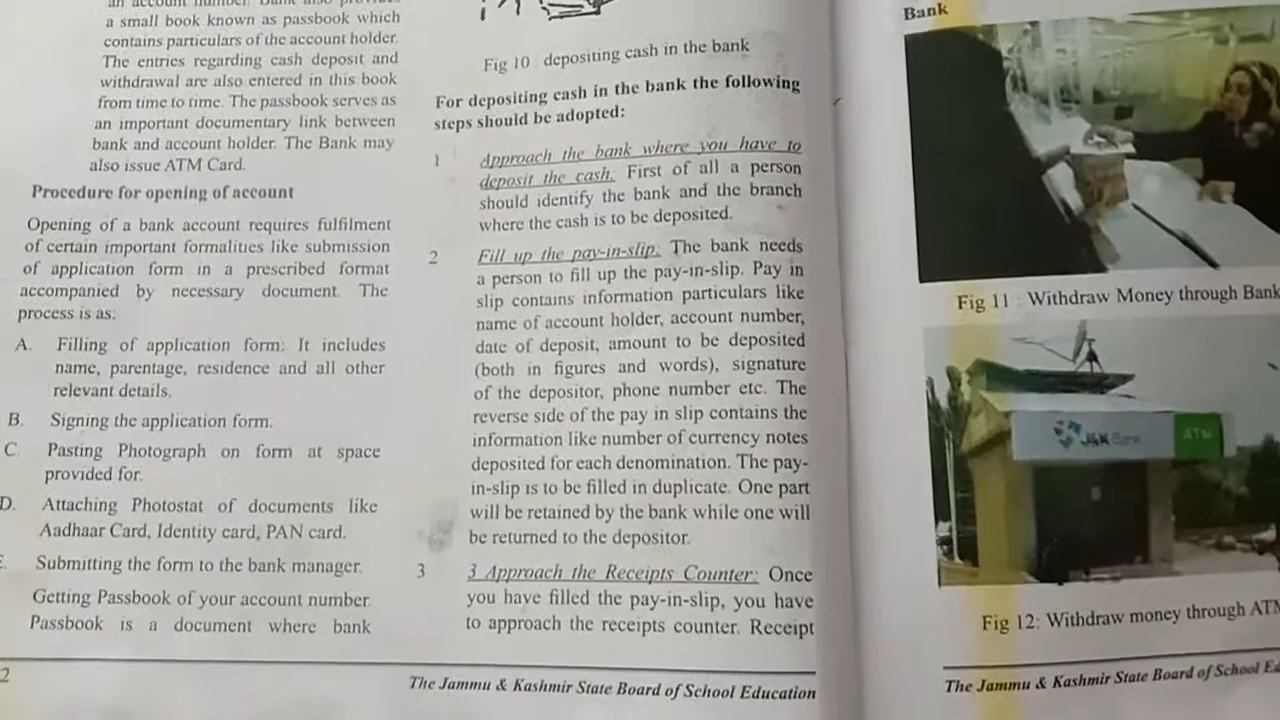 an account number. Bank also provides
a small book known as passbook which
contains particulars of the account holder.
The entries regarding cash deposit and
withdrawal are also entered in this book
from time to time. The passbook serves as
an important documentary link between
bank and account holder. The Bank may
also issue ATM Card.
Procedure for opening of account
Opening of a bank account requires fulfilment
of certain important formalities like submission
of application form in a prescribed format
accompanied by necessary document. The
process is as:
A. Filling of application form: It includes
name, parentage, residence and all other
relevant details.
B. Signing the application form.
C. Pasting Photograph on form at space
provided for.
D. Attaching Photostat of documents like
Aadhaar Card, Identity card, PAN card.
Submitting the form to the bank manager.
Getting Passbook of your account number.
Passbook is a document where bank
2
Fig 10 : depositing cash in the bank
For depositing cash in the bank the following
steps should be adopted:
1 Approach the bank where you have to
deposit the cash. First of all a person
should identify the bank and the branch
where the cash is to be deposited.
2 Fill up the pay-in-slip. The bank needs
a person to fill up the pay-in-slip. Pay in
slip contains information particulars like
name of account holder, account number,
date of deposit, amount to be deposited
(both in figures and words), signature
of the depositor, phone number etc. The
reverse side of the pay in slip contains the
information like number of currency notes
deposited for each denomination. The pay-
in-slip is to be filled in duplicate. One part
will be retained by the bank while one will
be returned to the depositor.
3 3 Approach the Receipts Counter: Once
you have filled the pay-in-slip, you have
to approach the receipts counter. Receipt
The Jammu & Kashmir State Board of School Education
Bank
Fig 11 : Withdraw Money through Bank
J&K Bank ATM
Fig 12: Withdraw money through ATM
The Jammu & Kashmir State Board of School